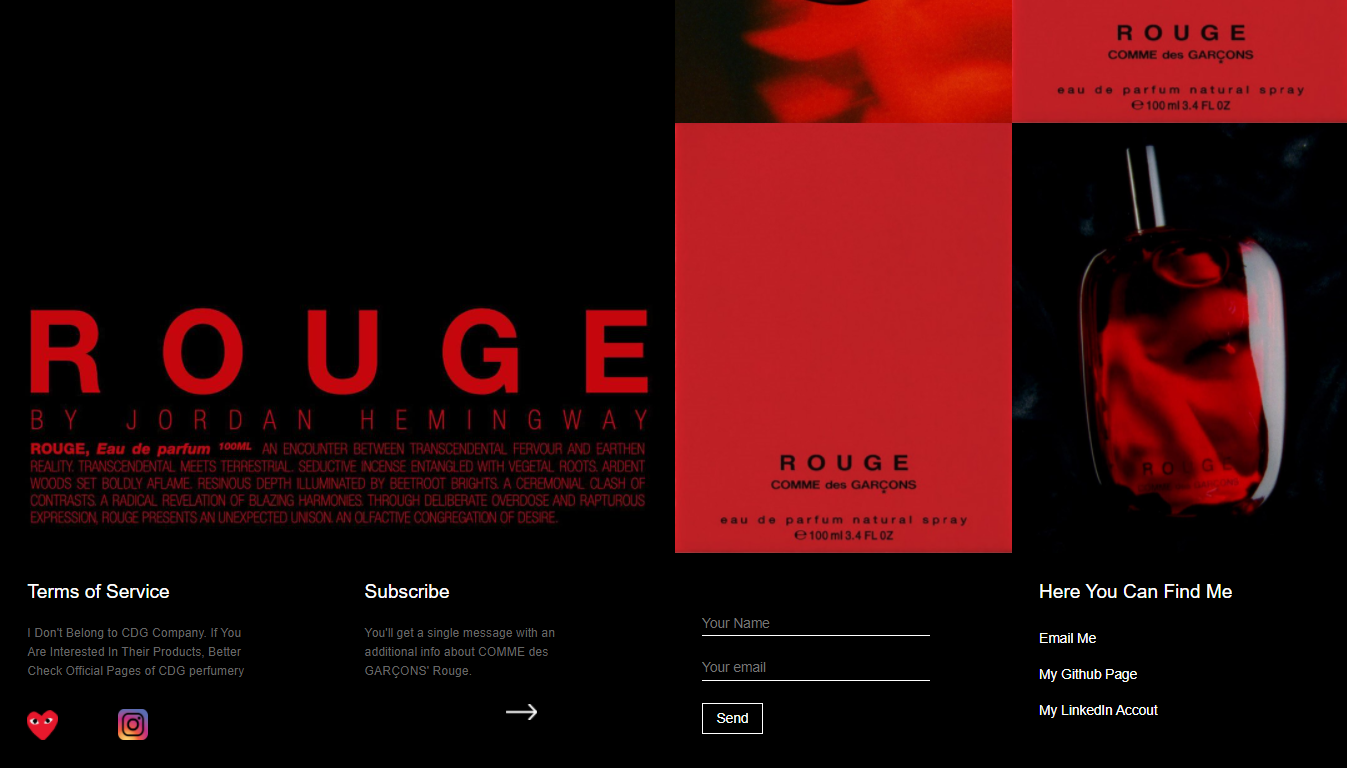 ROUGE
COMME des GARÇONS
eau de parfum natural spray
℮ 100 ml 3.4 FL OZ
ROUGE
BY JORDAN HEMINGWAY
ROUGE, Eau de parfum 100ML AN ENCOUNTER BETWEEN TRANSCENDENTAL FERVOUR AND EARTHEN
REALITY. TRANSCENDENTAL MEETS TERRESTRIAL. SEDUCTIVE INCENSE ENTANGLED WITH VEGETAL ROOTS. ARDENT
WOODS SET BOLDLY AFLAME. RESINOUS DEPTH ILLUMINATED BY BEETROOT BRIGHTS. A CEREMONIAL CLASH OF
CONTRASTS. A RADICAL REVELATION OF BLAZING HARMONIES. THROUGH DELIBERATE OVERDOSE AND RAPTUROUS
EXPRESSION, ROUGE PRESENTS AN UNEXPECTED UNISON. AN OLFACTIVE CONGREGATION OF DESIRE.
ROUGE
COMME des GARÇONS
eau de parfum natural spray
℮ 100 ml 3.4 FL OZ
ROUGE
Terms of Service
I Don't Belong to CDG Company. If You
Are Interested In Their Products, Better
Check Official Pages of CDG perfumery
Subscribe
You'll get a single message with an
additional info about COMME des
GARÇONS' Rouge.
Your Name
Your email
Send
Here You Can Find Me
Email Me
My Github Page
My LinkedIn Accout